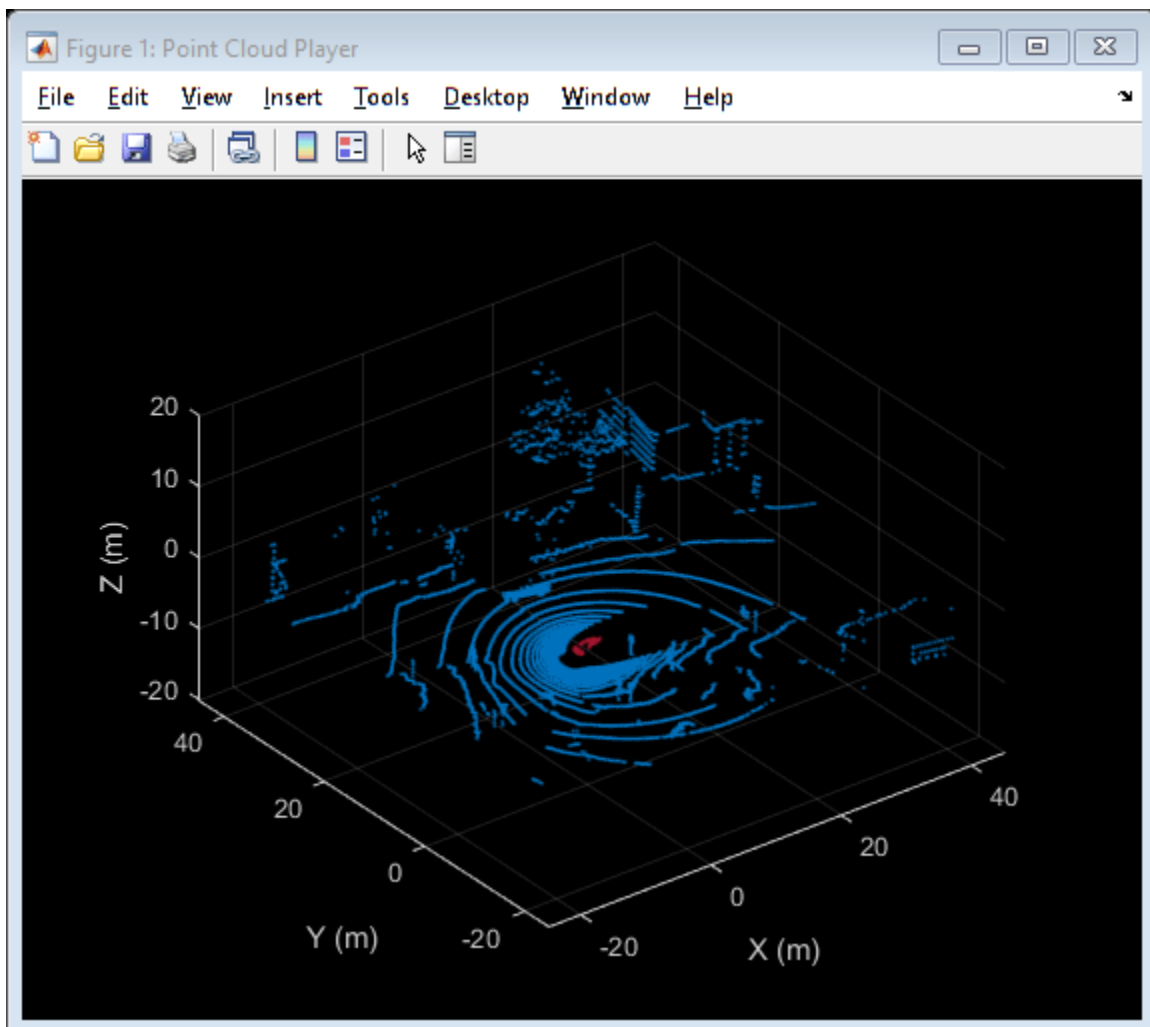 Figure 1: Point Cloud Player
File Edit View Insert Tools Desktop Window Help
20
10
0
-10
-20
Z (m)
40
20
0
-20
Y (m)
-20
0
20
40
X (m)